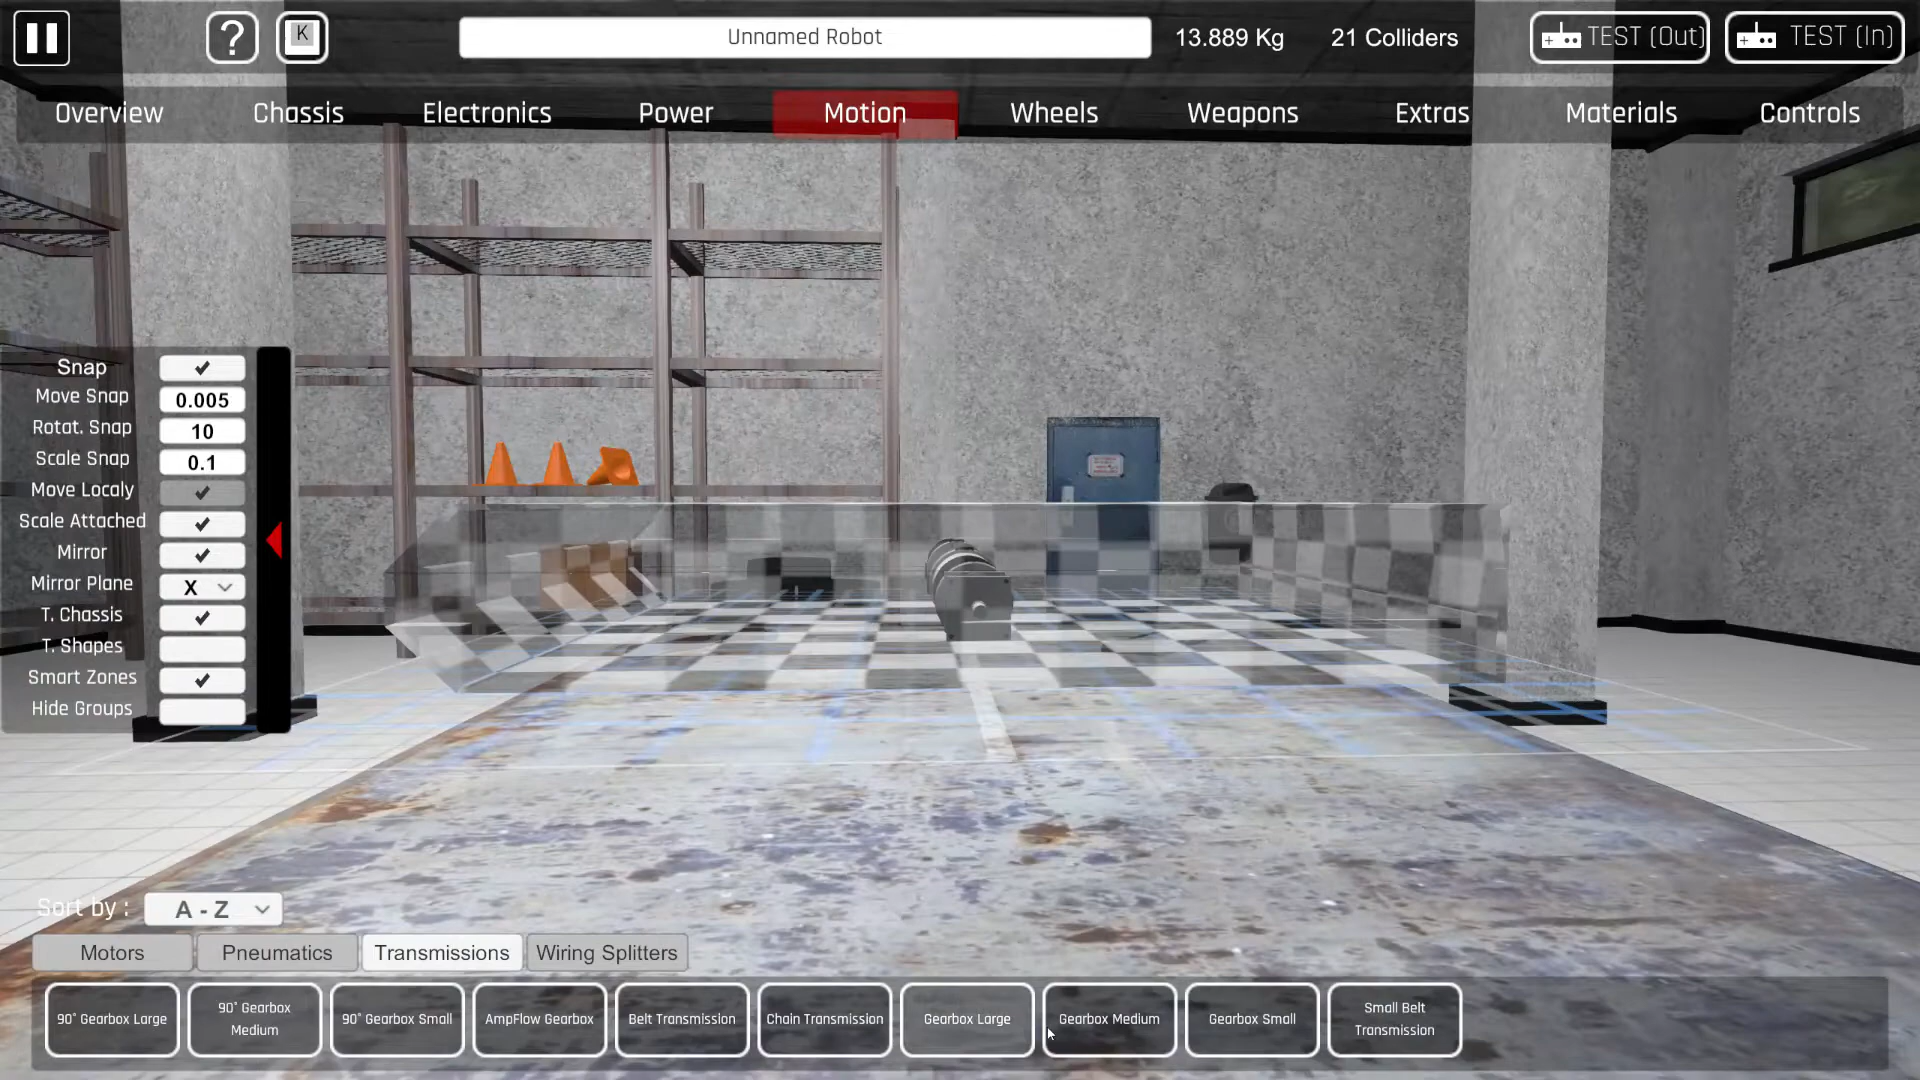 K
Unnamed Robot
13.889 Kg
21 Colliders
TEST (Out)
TEST (In)
Overview
Chassis
Electronics
Power
Motion
Wheels
Weapons
Extras
Materials
Controls
Snap
Move Snap
0.005
Rotat. Snap
10
Scale Snap
0.1
Move Localy
Scale Attached
Mirror
Mirror Plane
X
T. Chassis
T. Shapes
Smart Zones
Hide Groups
Sort by :
A - Z
Motors
Pneumatics
Transmissions
Wiring Splitters
90° Gearbox Large
90° Gearbox
Medium
90° Gearbox Small
AmpFlow Gearbox
Belt Transmission
Chain Transmission
Gearbox Large
Gearbox Medium
Gearbox Small
Small Belt
Transmission